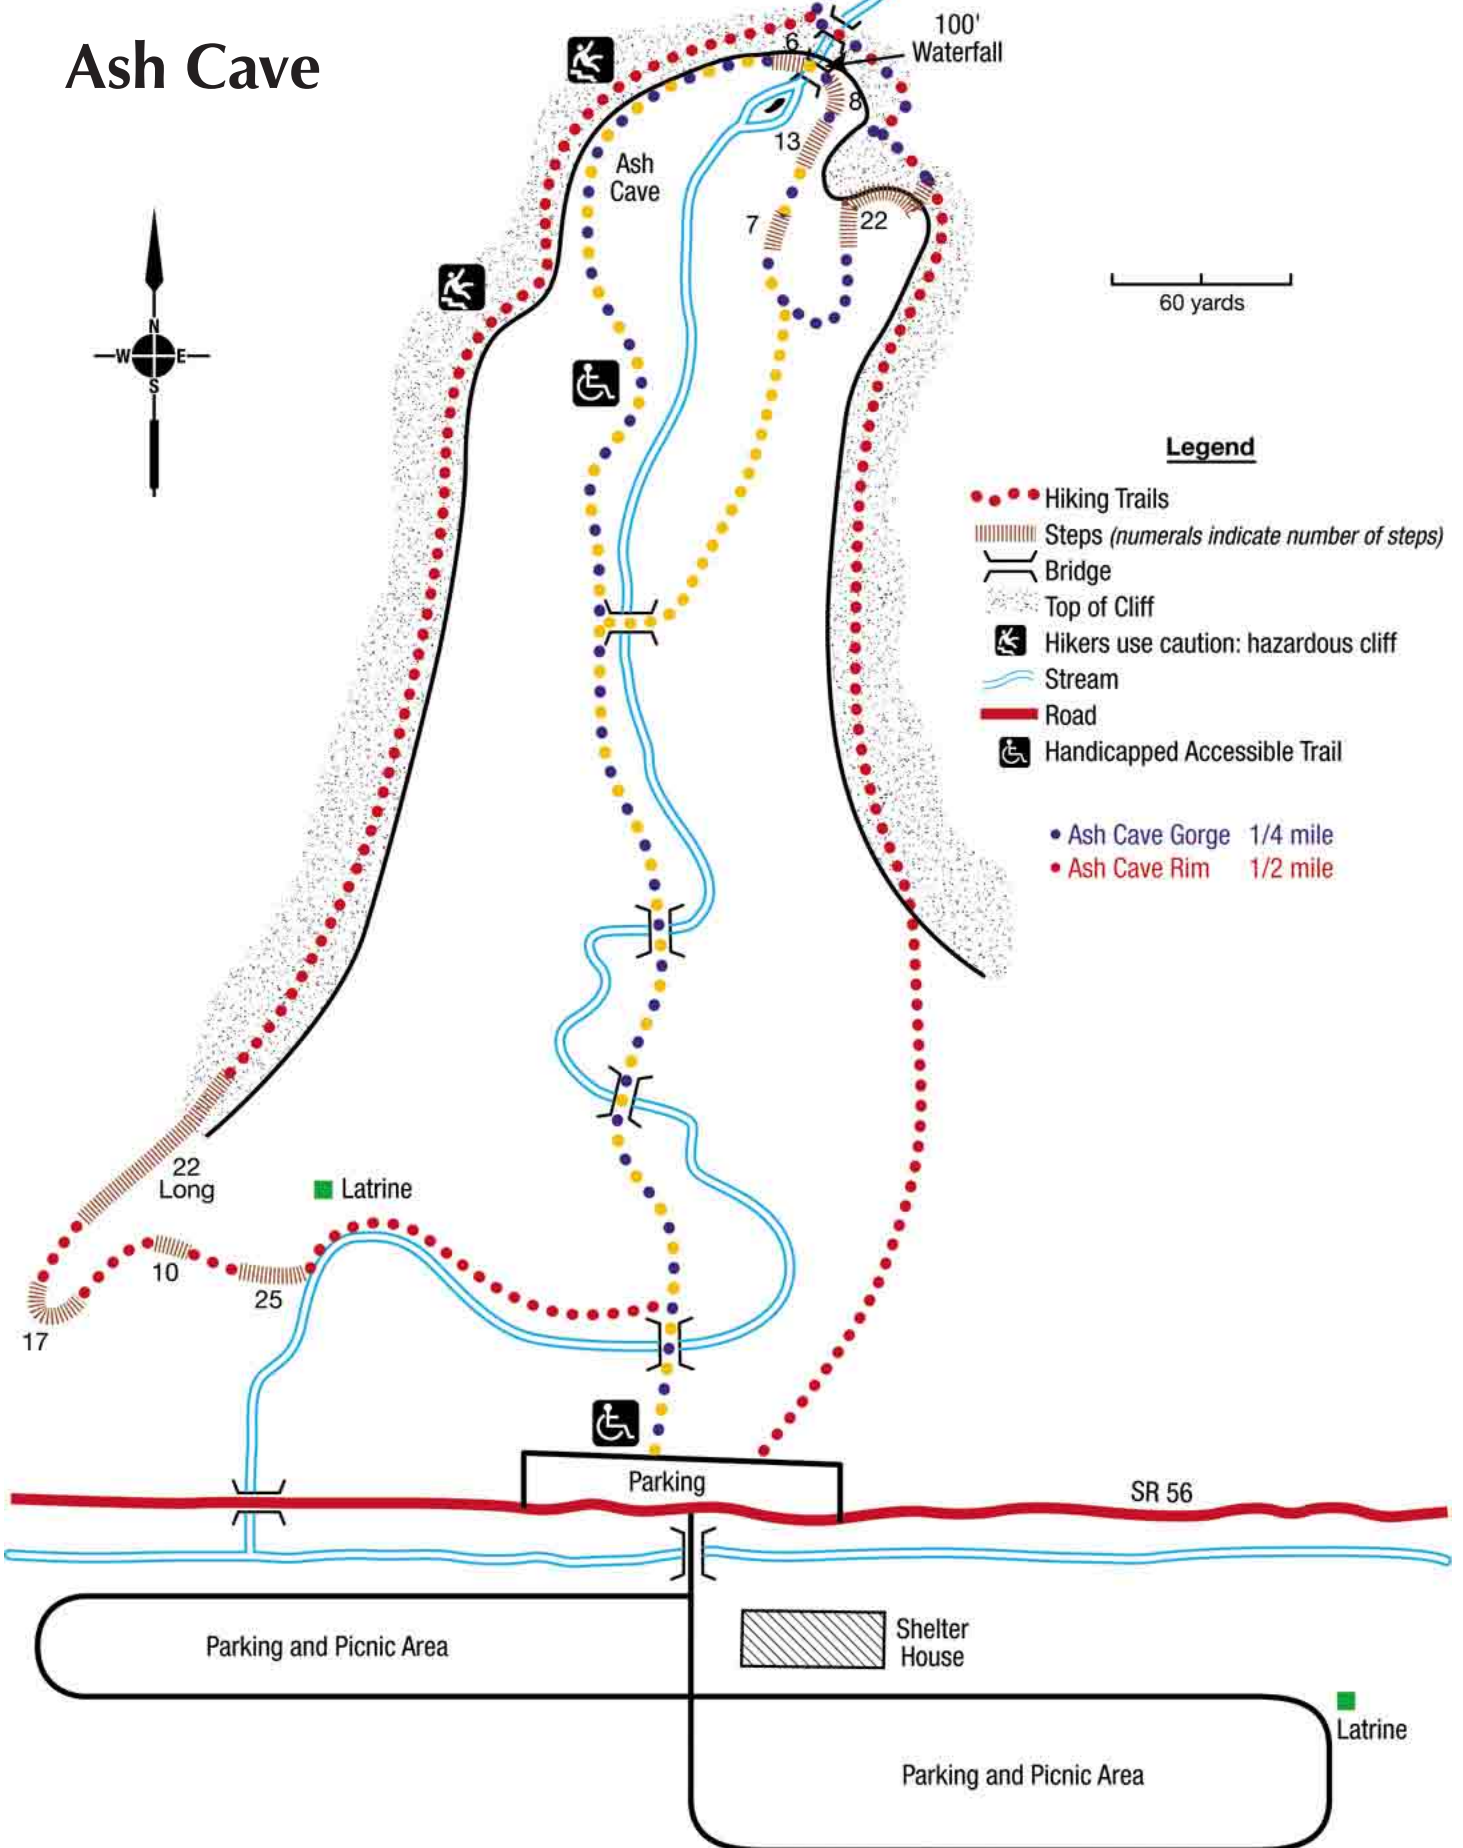 Ash Cave
100'
Waterfall
6
8
13
Ash
Cave
7
22
60 yards
N
W E
S
Legend
Hiking Trails
Steps (numerals indicate number of steps)
Bridge
Top of Cliff
Hikers use caution: hazardous cliff
Stream
Road
Handicapped Accessible Trail
• Ash Cave Gorge 1/4 mile
• Ash Cave Rim 1/2 mile
22
Long
Latrine
10
25
17
Parking
SR 56
Parking and Picnic Area
Shelter
House
Latrine
Parking and Picnic Area